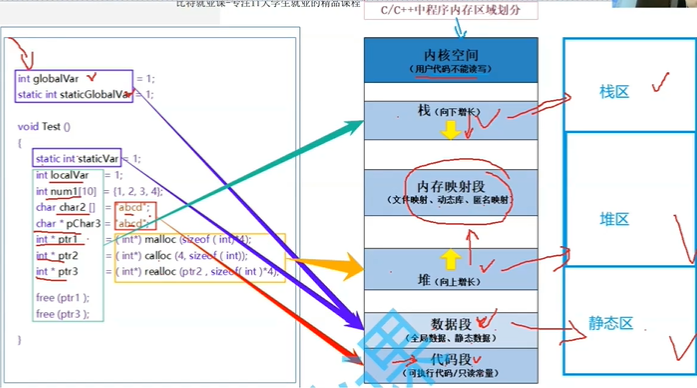 比特就业课-专注IT大学生就业的精品课程
C/C++中程序内存区域划分
int globalVar = 1;
static int staticGlobalVar = 1;
void Test ()
{
static int staticVar = 1;
int localVar = 1;
int num1[10] = {1, 2, 3, 4};
char char2 [] = "abcd";
char * pChar3 = "abcd";
int * ptr1 = ( int*) malloc (sizeof ( int)*4);
int * ptr2 = ( int*) calloc (4, sizeof ( int));
int * ptr3 = ( int*) realloc (ptr2 , sizeof( int )*4);
free (ptr1 );
free (ptr3 );
}
内核空间
(用户代码不能读写)
栈(向下增长)
内存映射段
(文件映射、动态库、匿名映射)
堆(向上增长)
数据段
(全局数据、静态数据)
代码段
(可执行代码/只读常量)
栈区
堆区
静态区
课